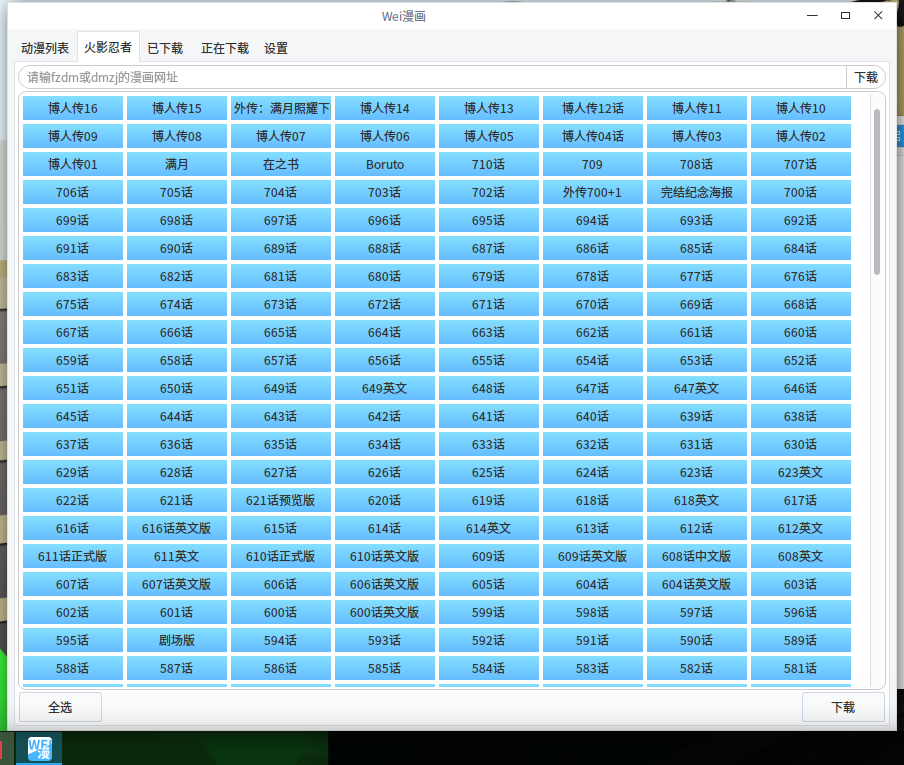 Wei漫画
动漫列表 火影忍者 已下载 正在下载 设置
请输fzdm或dmzj的漫画网址 下载
博人传16 博人传15 外传：满月照耀下 博人传14 博人传13 博人传12话 博人传11 博人传10
博人传09 博人传08 博人传07 博人传06 博人传05 博人传04话 博人传03 博人传02
博人传01 满月 在之书 Boruto 710话 709 708话 707话
706话 705话 704话 703话 702话 外传700+1 完结纪念海报 700话
699话 698话 697话 696话 695话 694话 693话 692话
691话 690话 689话 688话 687话 686话 685话 684话
683话 682话 681话 680话 679话 678话 677话 676话
675话 674话 673话 672话 671话 670话 669话 668话
667话 666话 665话 664话 663话 662话 661话 660话
659话 658话 657话 656话 655话 654话 653话 652话
651话 650话 649话 649英文 648话 647话 647英文 646话
645话 644话 643话 642话 641话 640话 639话 638话
637话 636话 635话 634话 633话 632话 631话 630话
629话 628话 627话 626话 625话 624话 623话 623英文
622话 621话 621话预览版 620话 619话 618话 618英文 617话
616话 616话英文版 615话 614话 614英文 613话 612话 612英文
611话正式版 611英文 610话正式版 610话英文版 609话 609话英文版 608话中文版 608英文
607话 607话英文版 606话 606话英文版 605话 604话 604话英文版 603话
602话 601话 600话 600话英文版 599话 598话 597话 596话
595话 剧场版 594话 593话 592话 591话 590话 589话
588话 587话 586话 585话 584话 583话 582话 581话
全选 下载